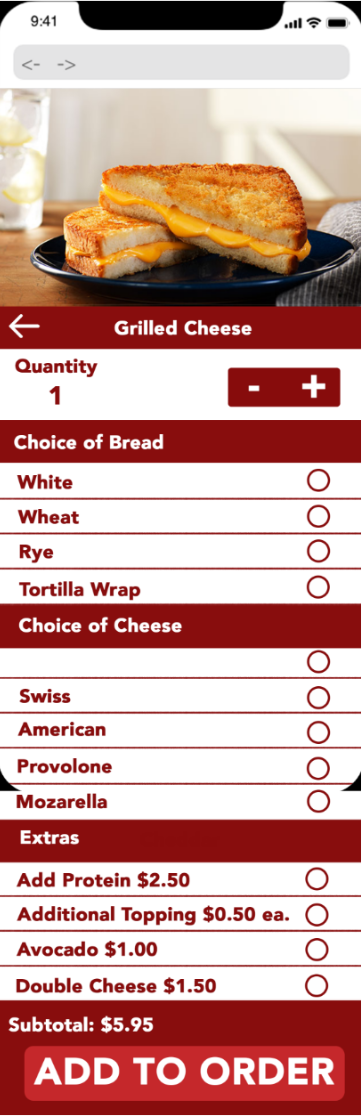 9:41
<- ->
Grilled Cheese
Quantity
1
- +
Choice of Bread
White
Wheat
Rye
Tortilla Wrap
Choice of Cheese
Swiss
American
Provolone
Mozarella
Extras
Add Protein $2.50
Additional Topping $0.50 ea.
Avocado $1.00
Double Cheese $1.50
Subtotal: $5.95
ADD TO ORDER